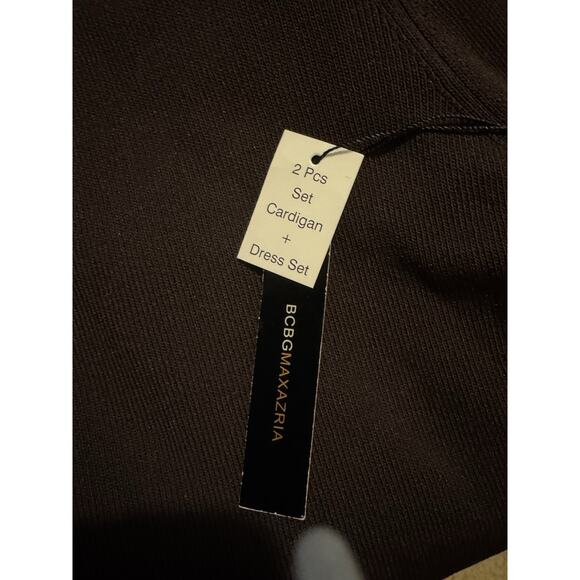 2 Pcs
Set
Cardigan
+
Dress Set
BCBGMAXAZRIA